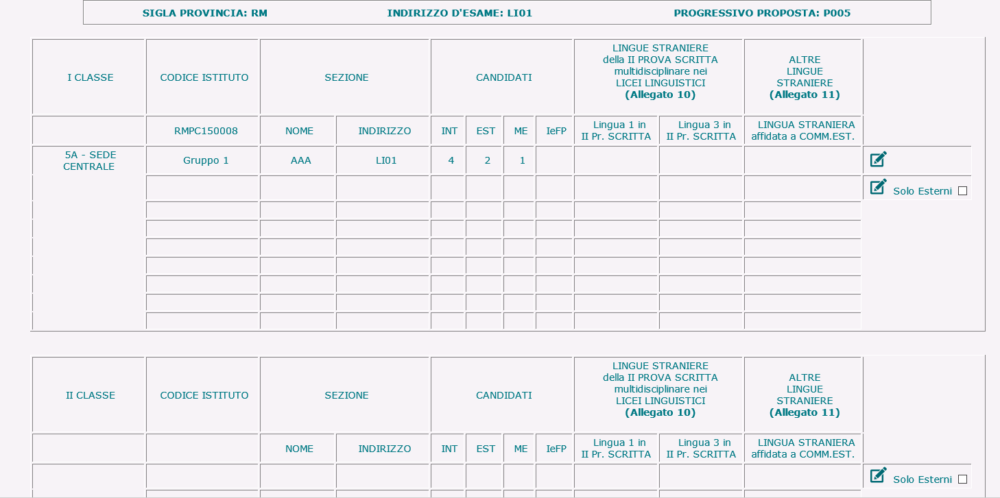 SIGLA PROVINCIA: RM INDIRIZZO D'ESAME: LI01 PROGRESSIVO PROPOSTA: P005
I CLASSE
CODICE ISTITUTO
SEZIONE
CANDIDATI
LINGUE STRANIERE
della II PROVA SCRITTA
multidisciplinare nei
LICEI LINGUISTICI
(Allegato 10)
ALTRE
LINGUE
STRANIERE
(Allegato 11)
RMPC150008
NOME
INDIRIZZO
INT
EST
ME
IeFP
Lingua 1 in
II Pr. SCRITTA
Lingua 3 in
II Pr. SCRITTA
LINGUA STRANIERA
affidata a COMM.EST.
5A - SEDE
CENTRALE
Gruppo 1
AAA
LI01
4
2
1
Solo Esterni
II CLASSE
CODICE ISTITUTO
SEZIONE
CANDIDATI
LINGUE STRANIERE
della II PROVA SCRITTA
multidisciplinare nei
LICEI LINGUISTICI
(Allegato 10)
ALTRE
LINGUE
STRANIERE
(Allegato 11)
NOME
INDIRIZZO
INT
EST
ME
IeFP
Lingua 1 in
II Pr. SCRITTA
Lingua 3 in
II Pr. SCRITTA
LINGUA STRANIERA
affidata a COMM.EST.
Solo Esterni